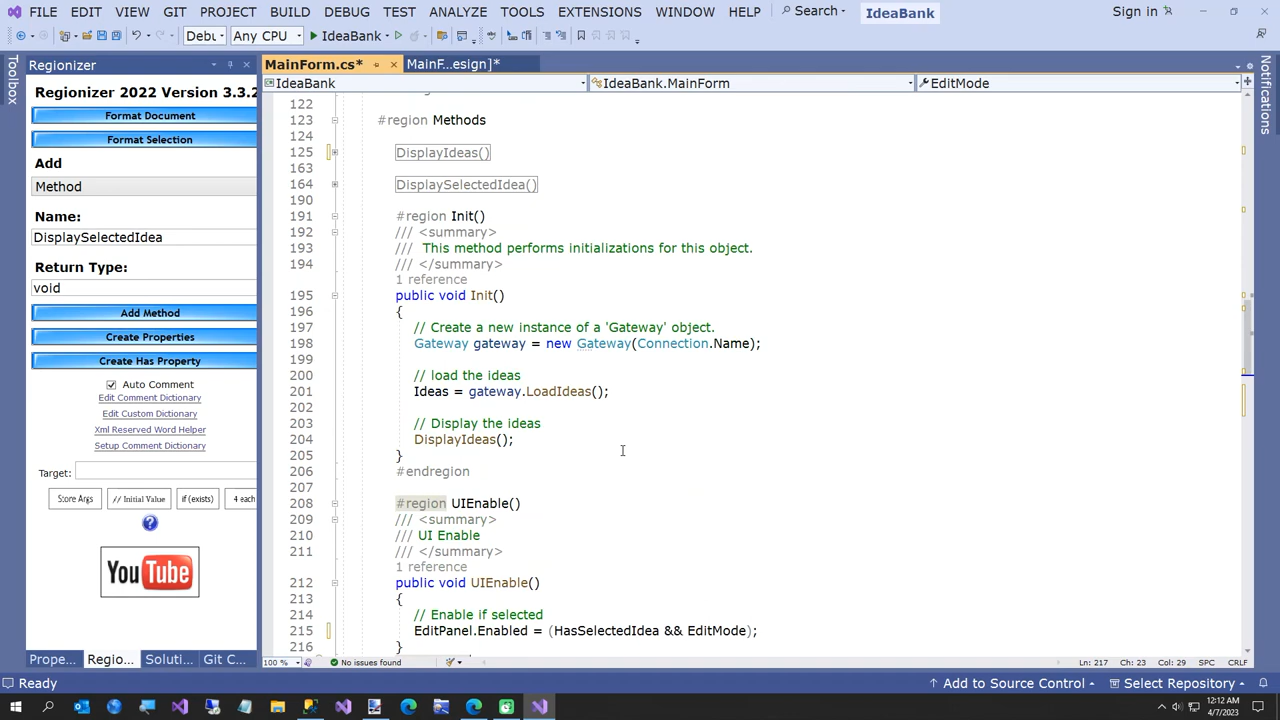 FILE EDIT VIEW GIT PROJECT BUILD DEBUG TEST ANALYZE TOOLS EXTENSIONS WINDOW HELP Search IdeaBank Sign in
Debu Any CPU IdeaBank
Toolbox
Regionizer
MainForm.cs* MainF...esign]*
Notifications
IdeaBank IdeaBank.MainForm EditMode
Regionizer 2022 Version 3.3.2
Format Document
Format Selection
Add
Method
Name:
DisplaySelectedIdea
Return Type:
void
Add Method
Create Properties
Create Has Property
Auto Comment
Edit Comment Dictionary
Edit Custom Dictionary
Xml Reserved Word Helper
Setup Comment Dictionary
Target:
Store Args // Initial Value if (exists) 4 each
?
YouTube
Prope... Regio... Soluti... Git C...
122
123 #region Methods
124
125 DisplayIdeas()
163
164 DisplaySelectedIdea()
190
191 #region Init()
192 /// <summary>
193 /// This method performs initializations for this object.
194 /// </summary>
1 reference
195 public void Init()
196 {
197 // Create a new instance of a 'Gateway' object.
198 Gateway gateway = new Gateway(Connection.Name);
199
200 // load the ideas
201 Ideas = gateway.LoadIdeas();
202
203 // Display the ideas
204 DisplayIdeas();
205 }
206 #endregion
207
208 #region UIEnable()
209 /// <summary>
210 /// UI Enable
211 /// </summary>
1 reference
212 public void UIEnable()
213 {
214 // Enable if selected
215 EditPanel.Enabled = (HasSelectedIdea && EditMode);
216 }
100 % No issues found Ln: 217 Ch: 23 Col: 29 SPC CRLF
Ready Add to Source Control Select Repository
12:12 AM
4/7/2023